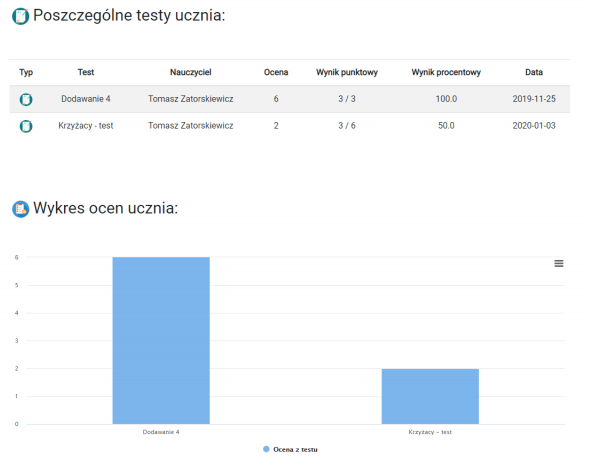 Poszczególne testy ucznia:
Typ Test Nauczyciel Ocena Wynik punktowy Wynik procentowy Data
Dodawanie 4 Tomasz Zatorskiewicz 6 3 / 3 100.0 2019-11-25
Krzyżacy - test Tomasz Zatorskiewicz 2 3 / 6 50.0 2020-01-03
Wykres ocen ucznia:
6
5
4
3
2
1
0
Dodawanie 4 Krzyżacy - test
Ocena z testu